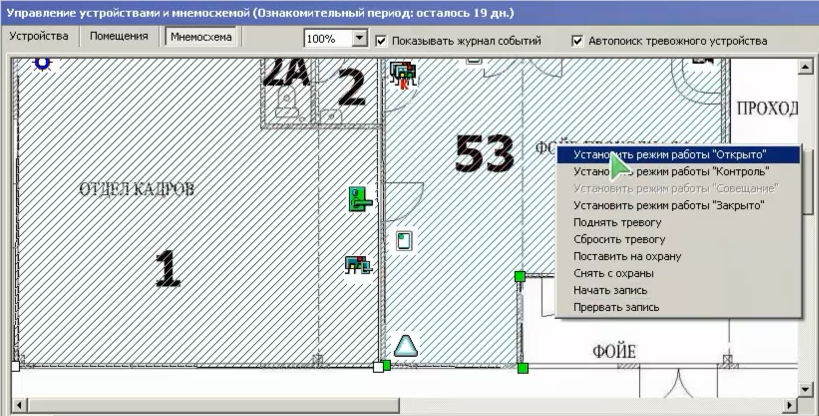 Управление устройствами и мнемосхемой (Ознакомительный период: осталось 19 дн.)
Устройства Помещения Мнемосхема 100% Показывать журнал событий Автопоиск тревожного устройства
2А
2
К
ПРОХОД
53
ФОЙЕ
Установить режим работы "Открыто"
Установить режим работы "Контроль"
Установить режим работы "Совещание"
Установить режим работы "Закрыто"
Поднять тревогу
Сбросить тревогу
Поставить на охрану
Снять с охраны
Начать запись
Прервать запись
ОТДЕЛ КАДРОВ
1
ФОЙЕ